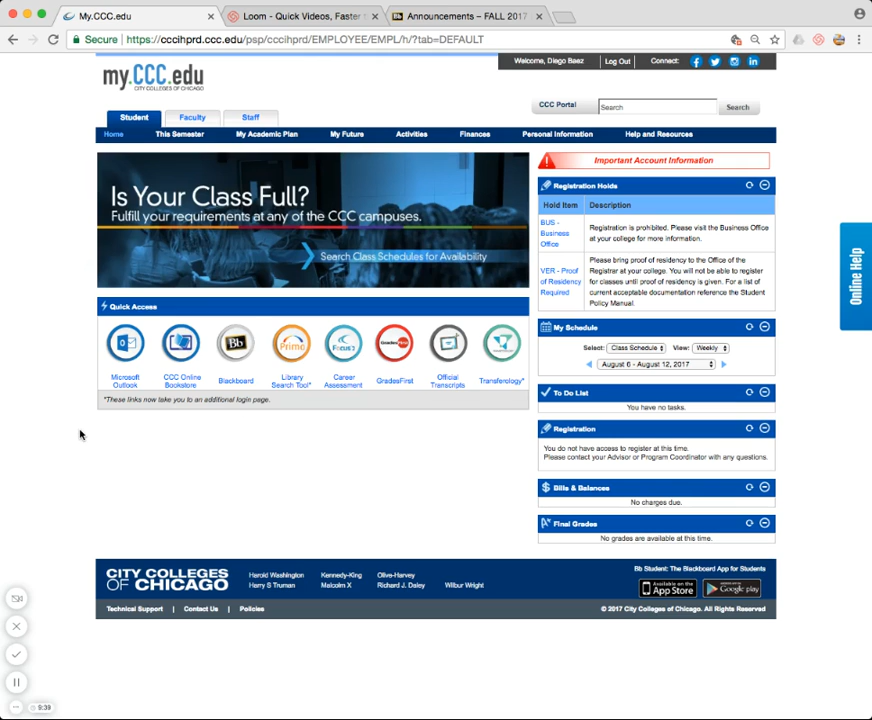 My.CCC.edu
Loom - Quick Videos, Faster t
Announcements – FALL 2017
Secure
https://cccihprd.ccc.edu/psp/cccihprd/EMPLOYEE/EMPL/h/?tab=DEFAULT
my.CCC.edu
CITY COLLEGES OF CHICAGO
Welcome, Diego Baez
Log Out
Connect:
CCC Portal
Search
Search
Student
Faculty
Staff
Home
This Semester
My Academic Plan
My Future
Activities
Finances
Personal Information
Help and Resources
Is Your Class Full?
Fulfill your requirements at any of the CCC campuses.
Search Class Schedules for Availability
Quick Access
Bb
Primo
Focus2
GradesFirst
Microsoft Outlook
CCC Online Bookstore
Blackboard
Library Search Tool*
Career Assessment
GradesFirst
Official Transcripts
Transferology*
*These links now take you to an additional login page.
Important Account Information
Registration Holds
Hold Item
Description
BUS - Business Office
Registration is prohibited. Please visit the Business Office
at your college for more information.
VER - Proof of Residency Required
Please bring proof of residency to the Office of the
Registrar at your college. You will not be able to register
for classes until proof of residency is given. For a list of
current acceptable documentation reference the Student
Policy Manual.
My Schedule
Select:
Class Schedule
View:
Weekly
August 6 - August 12, 2017
To Do List
You have no tasks.
Registration
You do not have access to register at this time.
Please contact your Advisor or Program Coordinator with any questions.
Bills & Balances
No charges due.
Final Grades
No grades are available at this time.
Online Help
CITY COLLEGES
OF CHICAGO
Harold Washington
Kennedy-King
Olive-Harvey
Harry S Truman
Malcolm X
Richard J. Daley
Wilbur Wright
Bb Student: The Blackboard App for Students
Available on the
App Store
Google play
Technical Support
Contact Us
Policies
© 2017 City Colleges of Chicago. All Rights Reserved
9:39